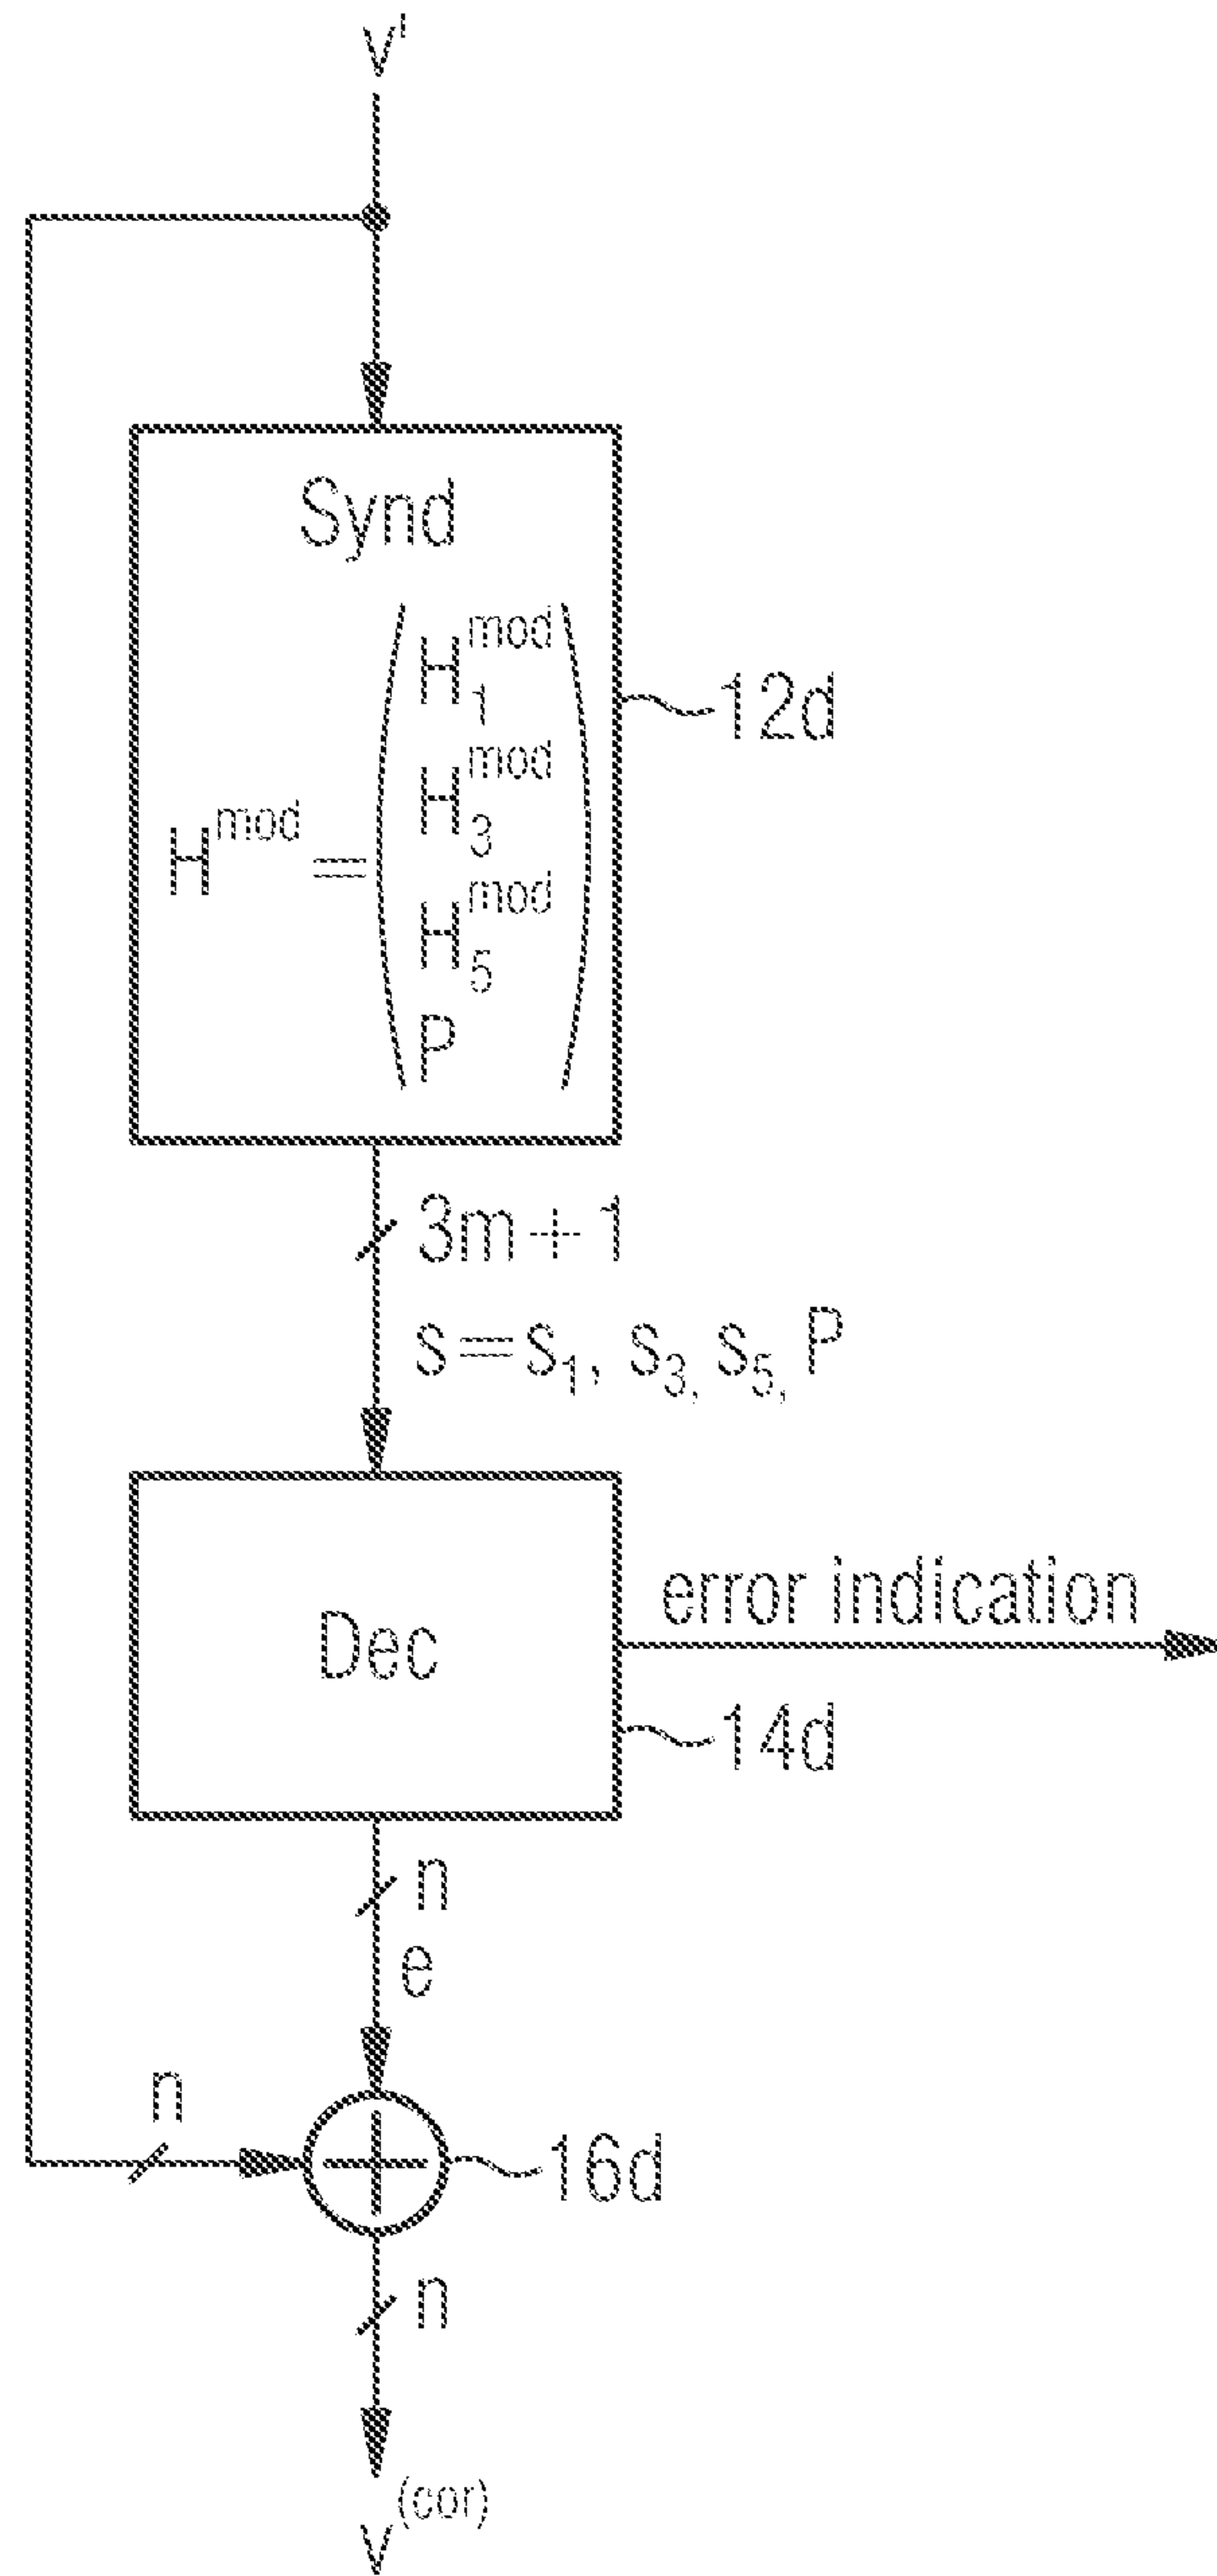 v'
Synd
H^mod = ( H_1^mod
H_3^mod
H_5^mod
P )
12d
3m + 1
s = s_1, s_3, s_5, P
error indication
Dec
14d
n
e
n
16d
n
v^(cor)